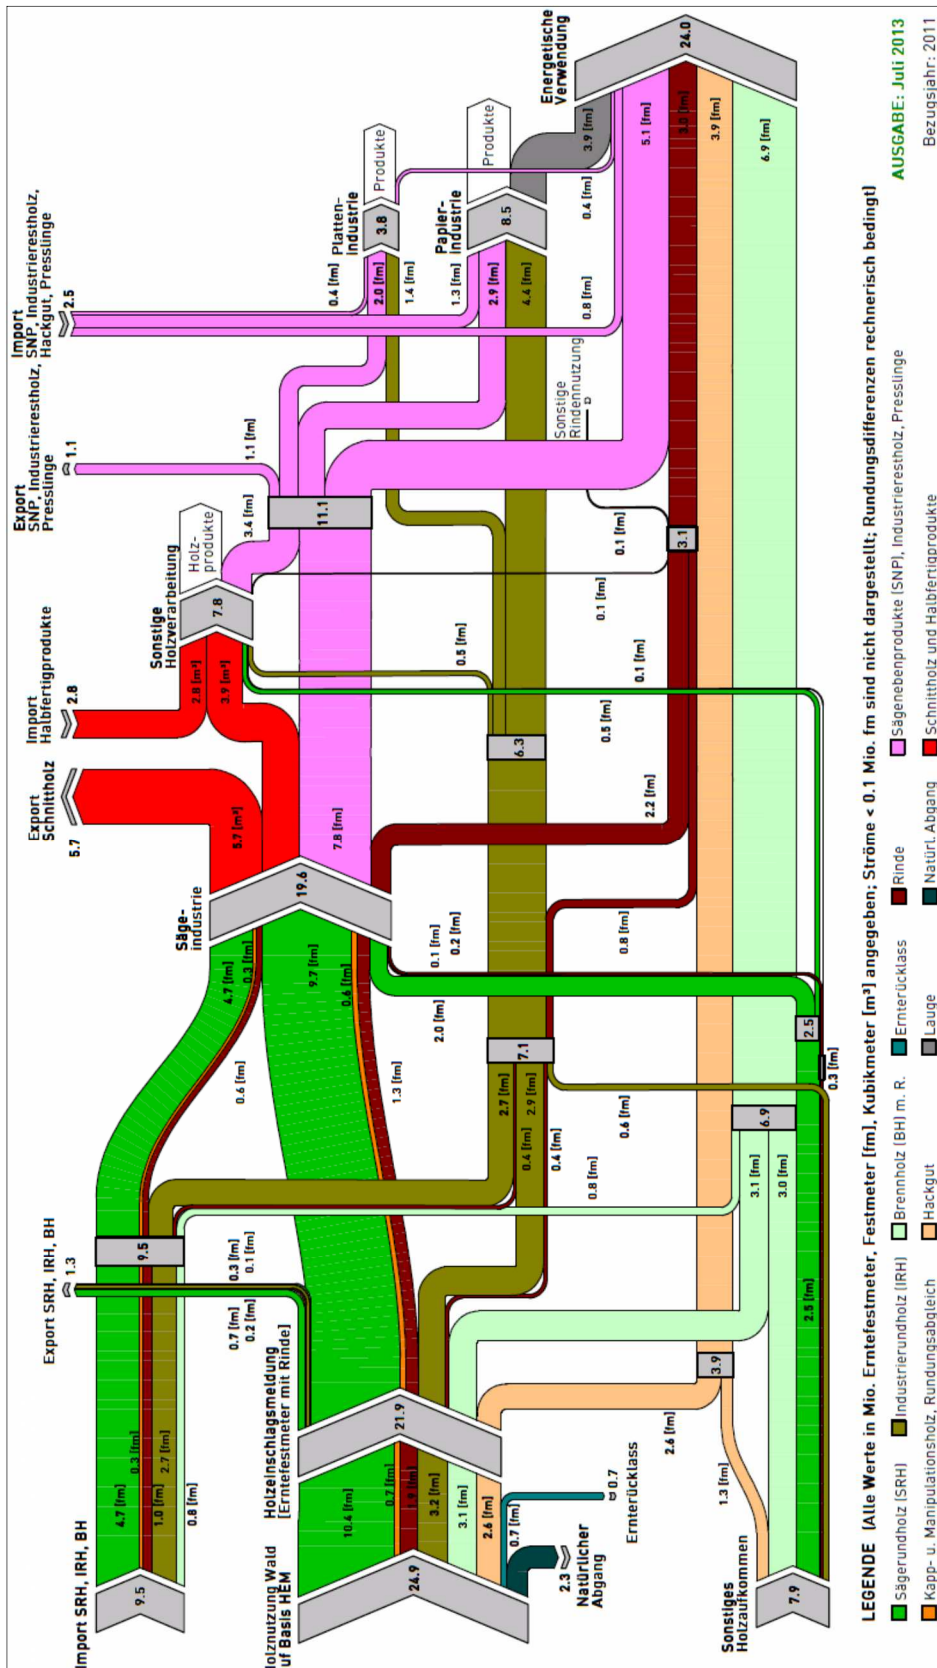 Import SRH, IRH, BH
9.5
4.7 [fm]
0.3 [fm]
1.0 [fm]
2.7 [fm]
0.8 [fm]
9.5
Export SRH, IRH, BH
1.3
0.7 [fm]
0.2 [fm]
0.3 [fm]
0.1 [fm]
Holznutzung Wald
auf Basis HEM
24.9
10.4 [fm]
0.7 [fm]
1.9 [fm]
3.2 [fm]
3.1 [fm]
2.6 [fm]
0.7 [fm]
2.3
Natürlicher
Abgang
0.7
Ernterücklass
Holzeinschlagsmeldung
[Erntefestmeter mit Rinde]
21.9
Sonstiges
Holzaufkommen
7.9
1.3 [fm]
2.6 [fm]
3.9
2.5 [fm]
4.7 [fm]
0.3 [fm]
0.6 [fm]
9.7 [fm]
0.6 [fm]
1.3 [fm]
2.0 [fm]
0.1 [fm]
0.2 [fm]
2.7 [fm]
0.4 [fm]
2.9 [fm]
0.4 [fm]
0.8 [fm]
7.1
0.6 [fm]
0.8 [fm]
3.1 [fm]
3.0 [fm]
6.9
0.3 [fm]
2.5
Säge-
industrie
19.6
Export
Schnittholz
5.7
5.7 [m³]
Import
Halbfertigprodukte
2.8
2.8 [m³]
3.9 [m³]
7.8 [fm]
2.2 [fm]
6.3
0.5 [fm]
0.5 [fm]
0.1 [fm]
0.1 [fm]
Sonstige
Holzverarbeitung
7.8
Holz-
produkte
3.4 [fm]
11.1
Export
SNP, Industrierestholz,
Presslinge
1.1
1.1 [fm]
Import
SNP, Industrierestholz,
Hackgut, Presslinge
2.5
0.4 [fm]
2.0 [fm]
1.4 [fm]
1.3 [fm]
2.9 [fm]
4.4 [fm]
0.8 [fm]
Sonstige
Rindennutzung
0.1 [fm]
3.1
Platten-
industrie
3.8
Produkte
Papier-
industrie
8.5
Produkte
0.4 [fm]
3.9 [fm]
5.1 [fm]
3.0 [fm]
3.9 [fm]
6.9 [fm]
Energetische
Verwendung
24.0
LEGENDE (Alle Werte in Mio. Erntefestmeter, Festmeter [fm], Kubikmeter [m³] angegeben; Ströme < 0.1 Mio. fm sind nicht dargestellt; Rundungsdifferenzen rechnerisch bedingt)
Sägerundholz (SRH)
Industrierundholz (IRH)
Brennholz (BH) m. R.
Ernterücklass
Rinde
Sägenebenprodukte (SNP), Industrierestholz, Presslinge
Kapp- u. Manipulationsholz, Rundungsabgleich
Hackgut
Lauge
Natürl. Abgang
Schnittholz und Halbfertigprodukte
AUSGABE: Juli 2013
Bezugsjahr: 2011